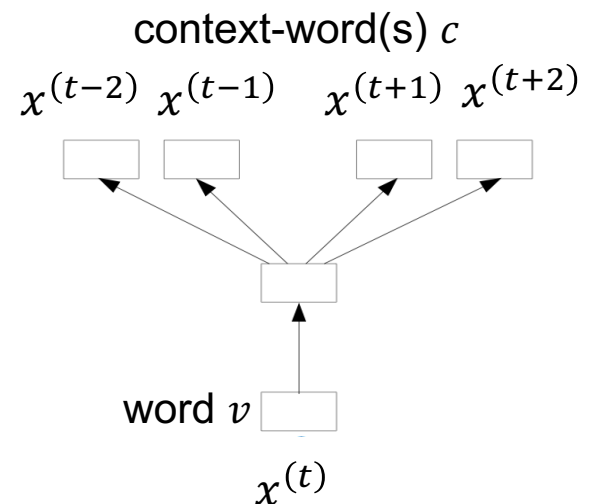 context-word(s) c
x^(t−2) x^(t−1) x^(t+1) x^(t+2)
word v
x^(t)